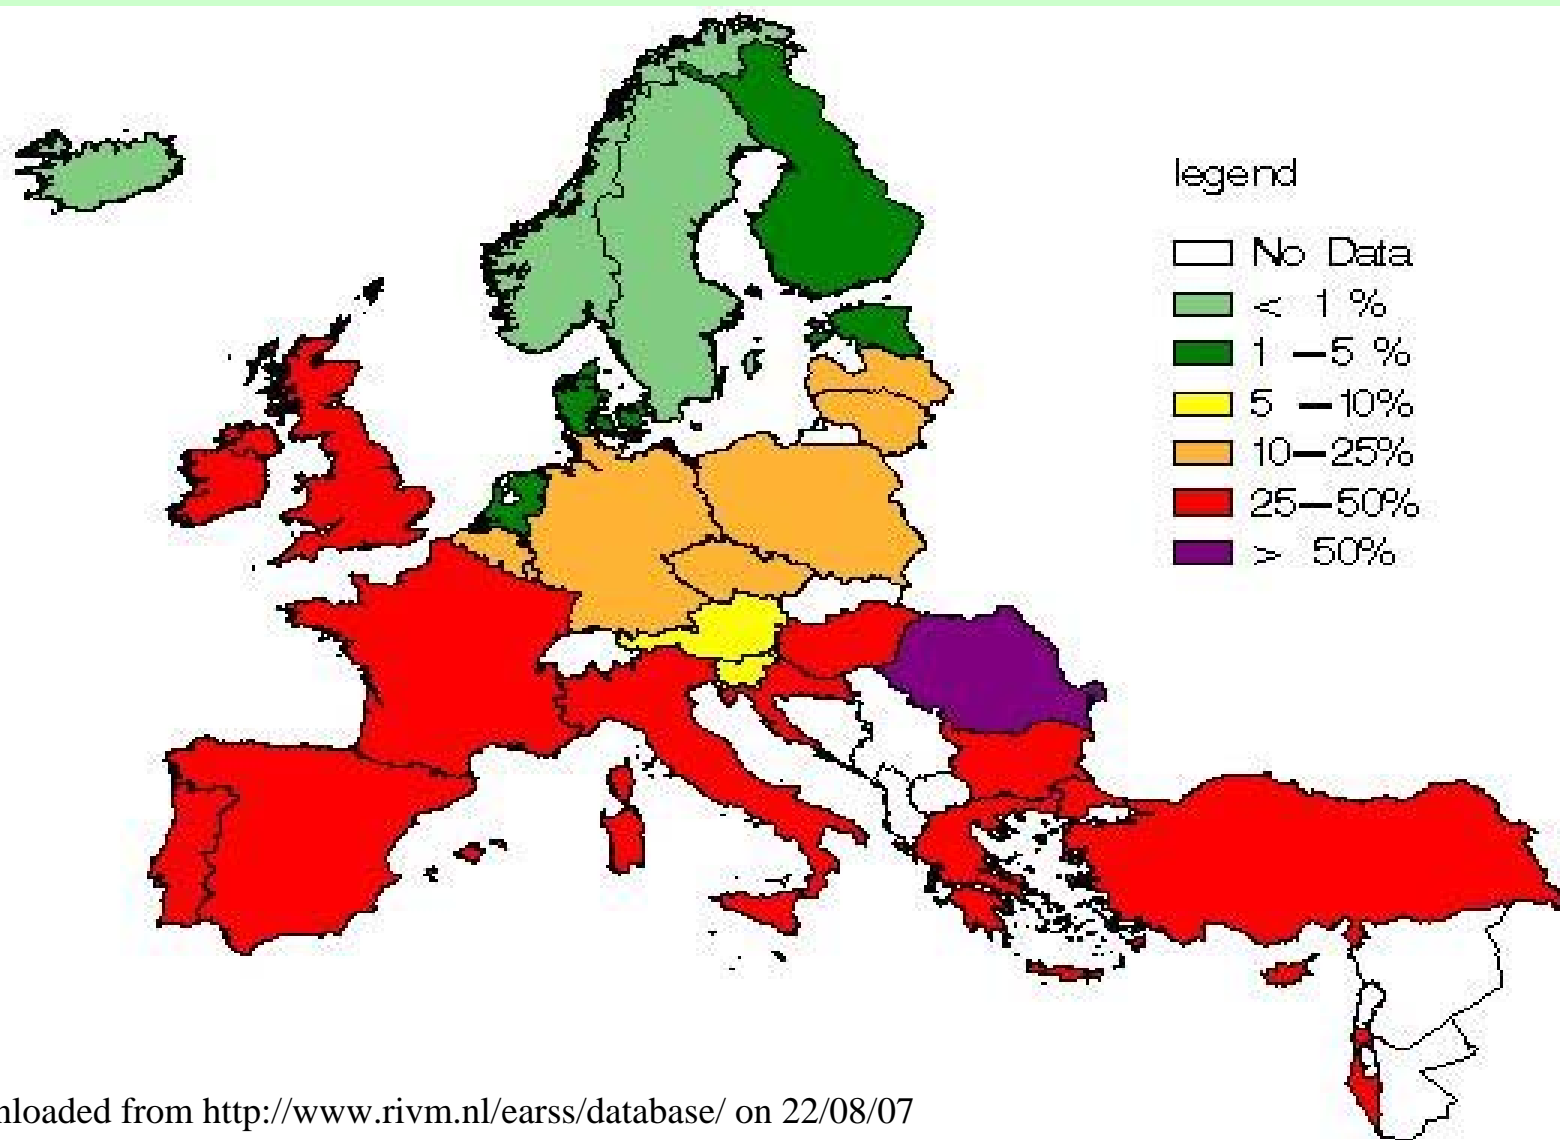 legend
No Data
< 1 %
1 –5 %
5 –10%
10–25%
25–50%
> 50%
nloaded from http://www.rivm.nl/earss/database/ on 22/08/07